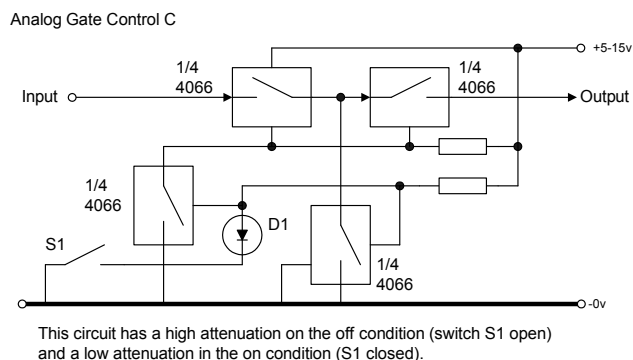 Analog Gate Control C
+5-15v
1/4
4066
1/4
4066
Input
Output
1/4
4066
D1
S1
1/4
4066
-0v
This circuit has a high attenuation on the off condition (switch S1 open)
and a low attenuation in the on condition (S1 closed).